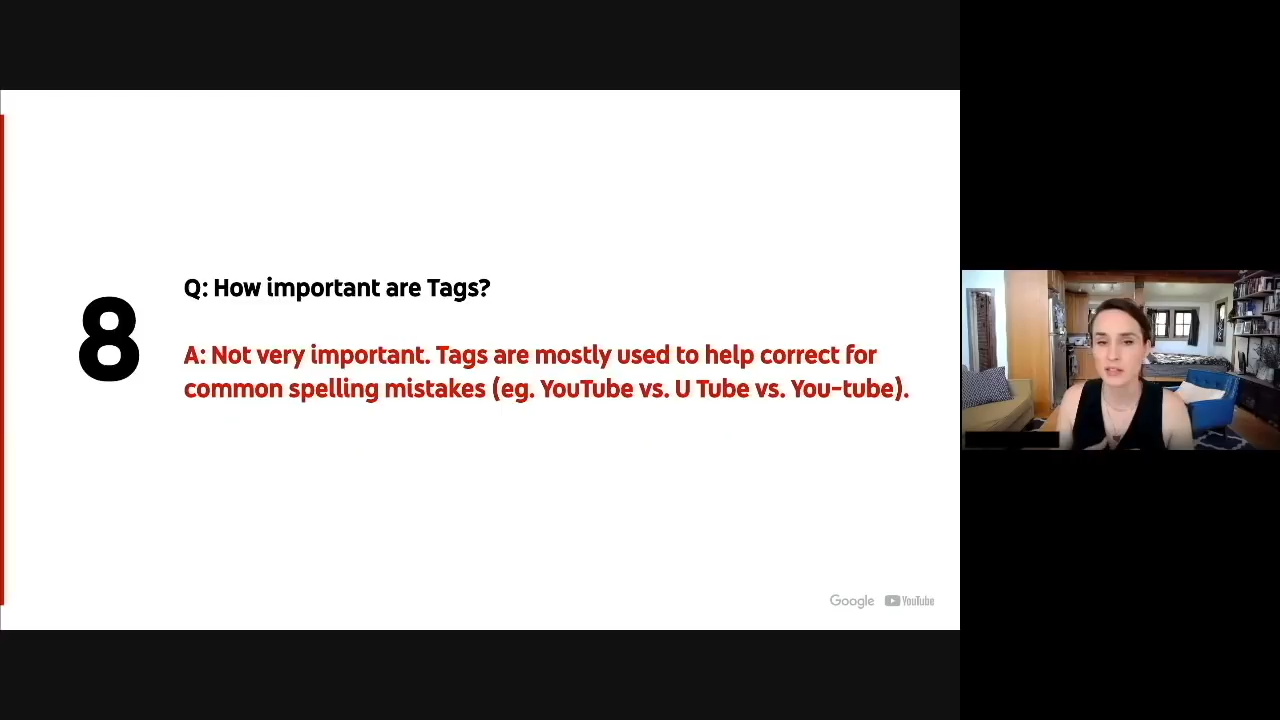 8
Q: How important are Tags?
A: Not very important. Tags are mostly used to help correct for
common spelling mistakes (eg. YouTube vs. U Tube vs. You-tube).
Google YouTube